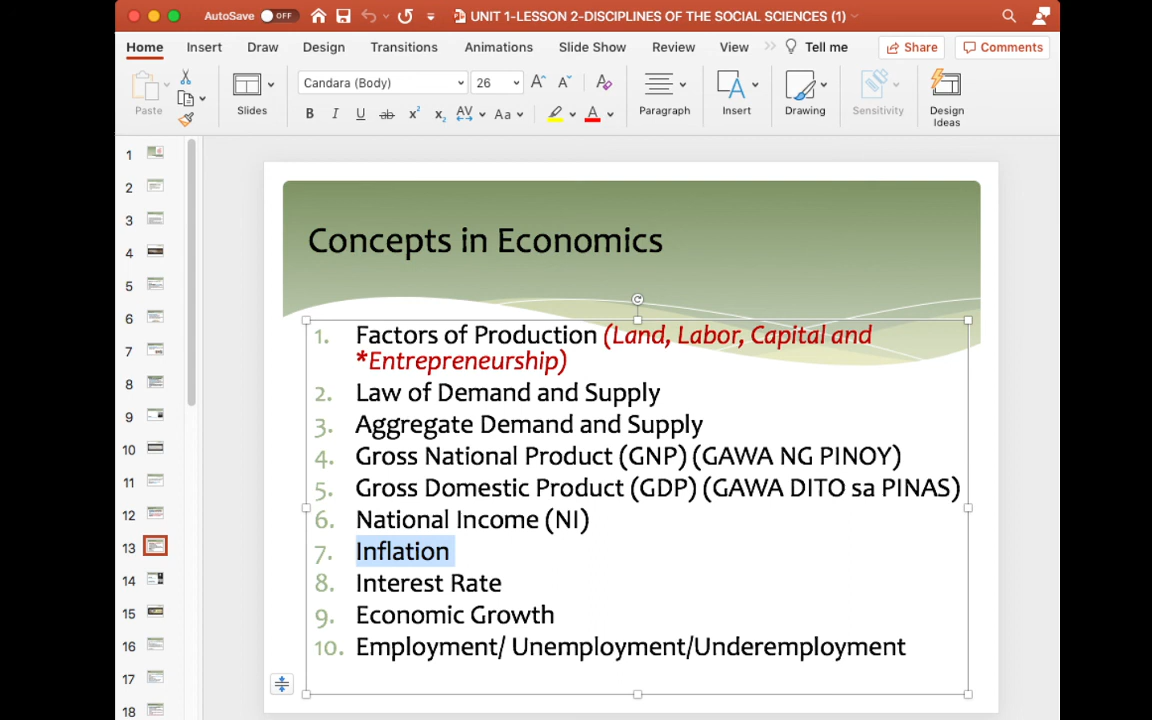 AutoSave OFF UNIT 1-LESSON 2-DISCIPLINES OF THE SOCIAL SCIENCES (1)
Home Insert Draw Design Transitions Animations Slide Show Review View Tell me Share Comments
Candara (Body) 26
Paste Slides B I U ab x² x₂ AV Aa A Paragraph Insert Drawing Sensitivity Design
Ideas
Concepts in Economics
1. Factors of Production (Land, Labor, Capital and
*Entrepreneurship)
2. Law of Demand and Supply
3. Aggregate Demand and Supply
4. Gross National Product (GNP) (GAWA NG PINOY)
5. Gross Domestic Product (GDP) (GAWA DITO sa PINAS)
6. National Income (NI)
7. Inflation
8. Interest Rate
9. Economic Growth
10. Employment/ Unemployment/Underemployment
1
2
3
4
5
6
7
8
9
10
11
12
13
14
15
16
17
18